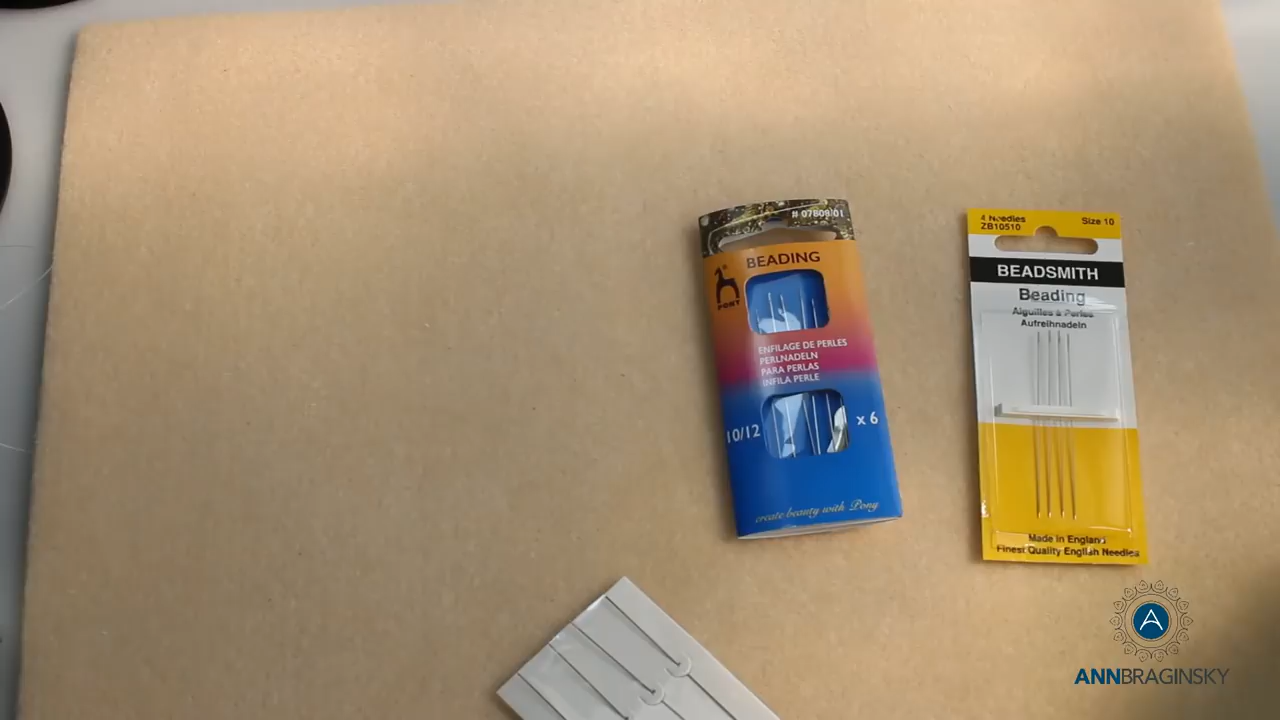 # 07809/01
BEADING
PONY
ENFILAGE DE PERLES
PERLNADELN
PARA PERLAS
INFILA PERLE
10/12
x 6
create beauty with Pony
4 Needles
ZB10510
Size 10
BEADSMITH
Beading
Aiguilles à Perles
Aufreihnadeln
Made in England
Finest Quality English Needles
ANNBRAGINSKY